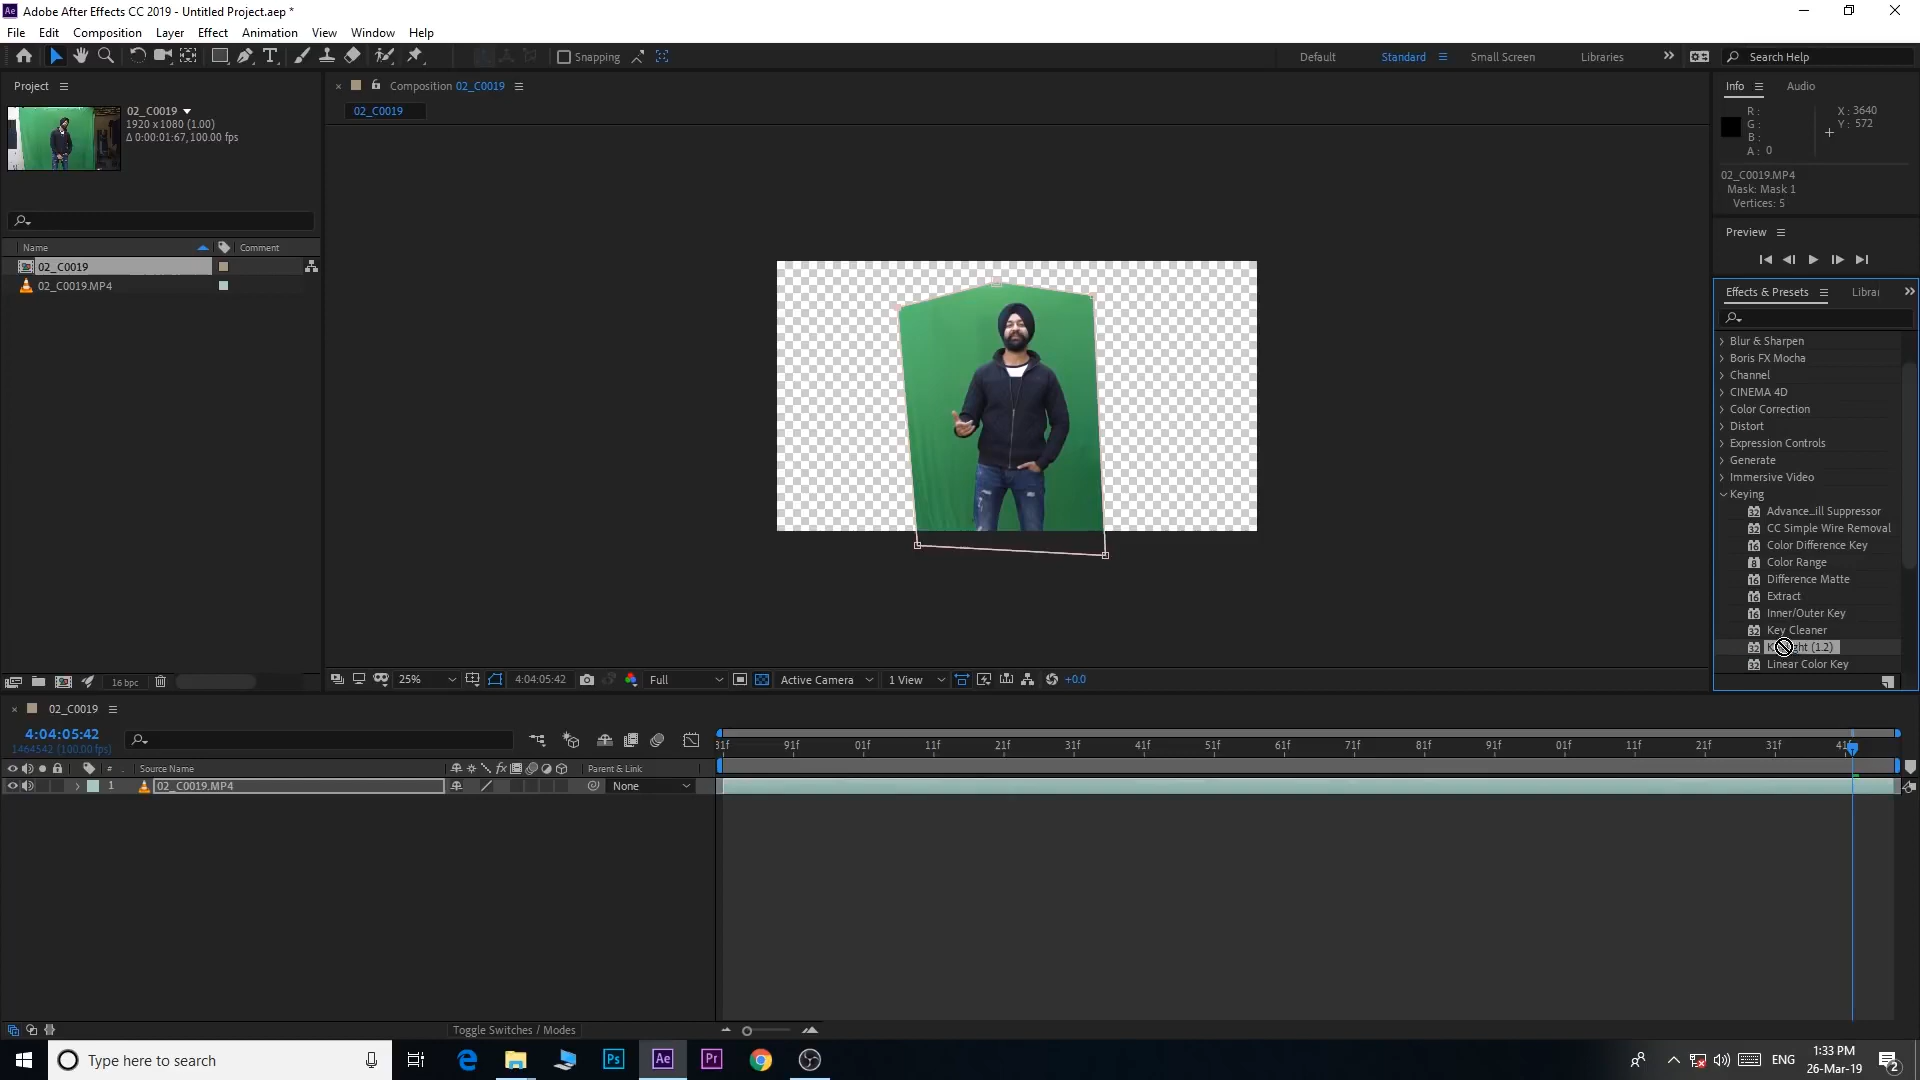 Adobe After Effects CC 2019 - Untitled Project.aep *
File Edit Composition Layer Effect Animation View Window Help
Snapping
Default Standard Small Screen Libraries
Search Help
Project
02_C0019
1920 x 1080 (1.00)
Δ 0:00:01:67, 100.00 fps
Name Comment
02_C0019
02_C0019.MP4
16 bpc
Composition 02_C0019
02_C0019
25% 4:04:05:42 Full Active Camera 1 View +0.0
Info Audio
R : X : 3640
G : Y : 572
B :
A : 0
02_C0019.MP4
Mask: Mask 1
Vertices: 5
Preview
Effects & Presets
Blur & Sharpen
Boris FX Mocha
Channel
CINEMA 4D
Color Correction
Distort
Expression Controls
Generate
Immersive Video
Keying
Advance...ill Suppressor
CC Simple Wire Removal
Color Difference Key
Color Range
Difference Matte
Extract
Inner/Outer Key
Key Cleaner
(1.2)
Linear Color Key
02_C0019
4:04:05:42
1464542 (100.00 fps)
# Source Name Parent & Link
1 02_C0019.MP4 None
31f 91f 01f 11f 21f 31f 41f 51f 61f 71f 81f 91f 01f 11f 21f 31f
Toggle Switches / Modes
Type here to search
Ps Ae Pr
ENG
1:33 PM
26-Mar-19
2